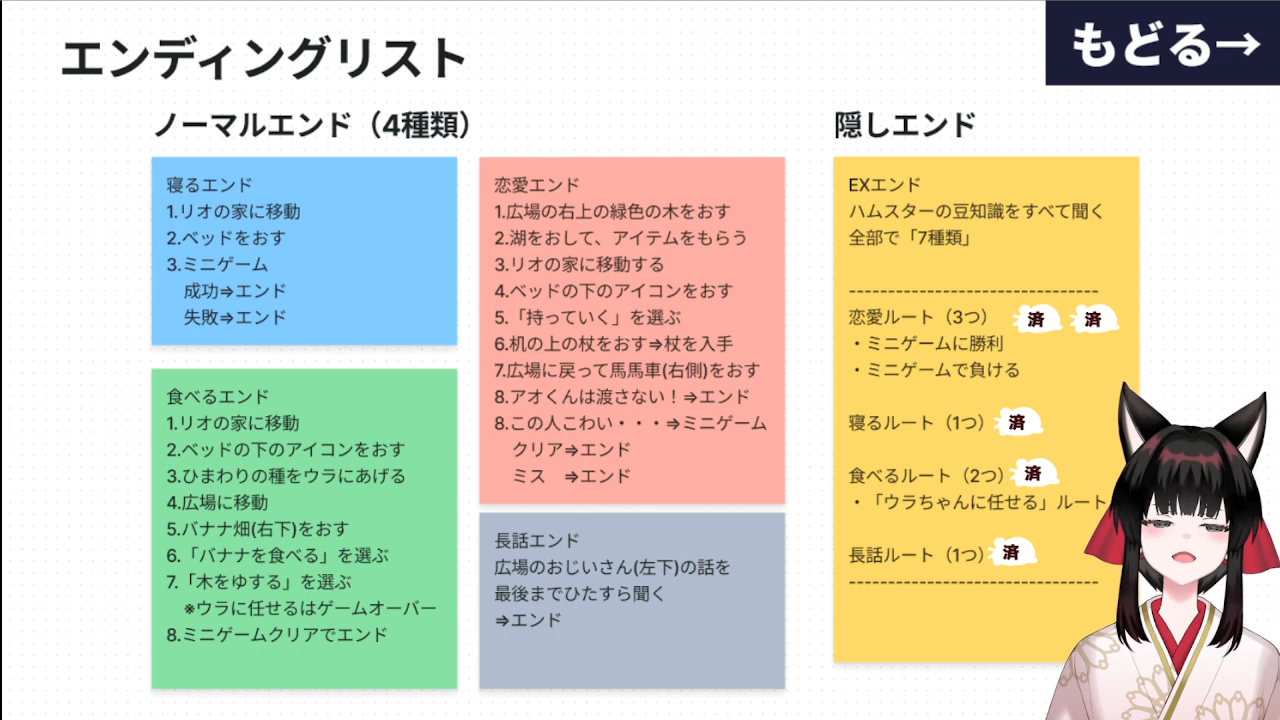 エンディングリスト
もどる→
ノーマルエンド（4種類）
寝るエンド
1.リオの家に移動
2.ベッドをおす
3.ミニゲーム
成功⇒エンド
失敗⇒エンド
食べるエンド
1.リオの家に移動
2.ベッドの下のアイコンをおす
3.ひまわりの種をウラにあげる
4.広場に移動
5.バナナ畑(右下)をおす
6.「バナナを食べる」を選ぶ
7.「木をゆする」を選ぶ
※ウラに任せるはゲームオーバー
8.ミニゲームクリアでエンド
恋愛エンド
1.広場の右上の緑色の木をおす
2.湖をおして、アイテムをもらう
3.リオの家に移動する
4.ベッドの下のアイコンをおす
5.「持っていく」を選ぶ
6.机の上の杖をおす⇒杖を入手
7.広場に戻って馬馬車(右側)をおす
8.アオくんは渡さない！⇒エンド
8.この人こわい・・・⇒ミニゲーム
クリア⇒エンド
ミス　⇒エンド
長話エンド
広場のおじいさん(左下)の話を
最後までひたすら聞く
⇒エンド
隠しエンド
EXエンド
ハムスターの豆知識をすべて聞く
全部で「7種類」
--------------------------------
恋愛ルート（3つ） 済 済
・ミニゲームに勝利
・ミニゲームで負ける
寝るルート（1つ） 済
食べるルート（2つ） 済
・「ウラちゃんに任せる」ルート
長話ルート（1つ） 済
--------------------------------